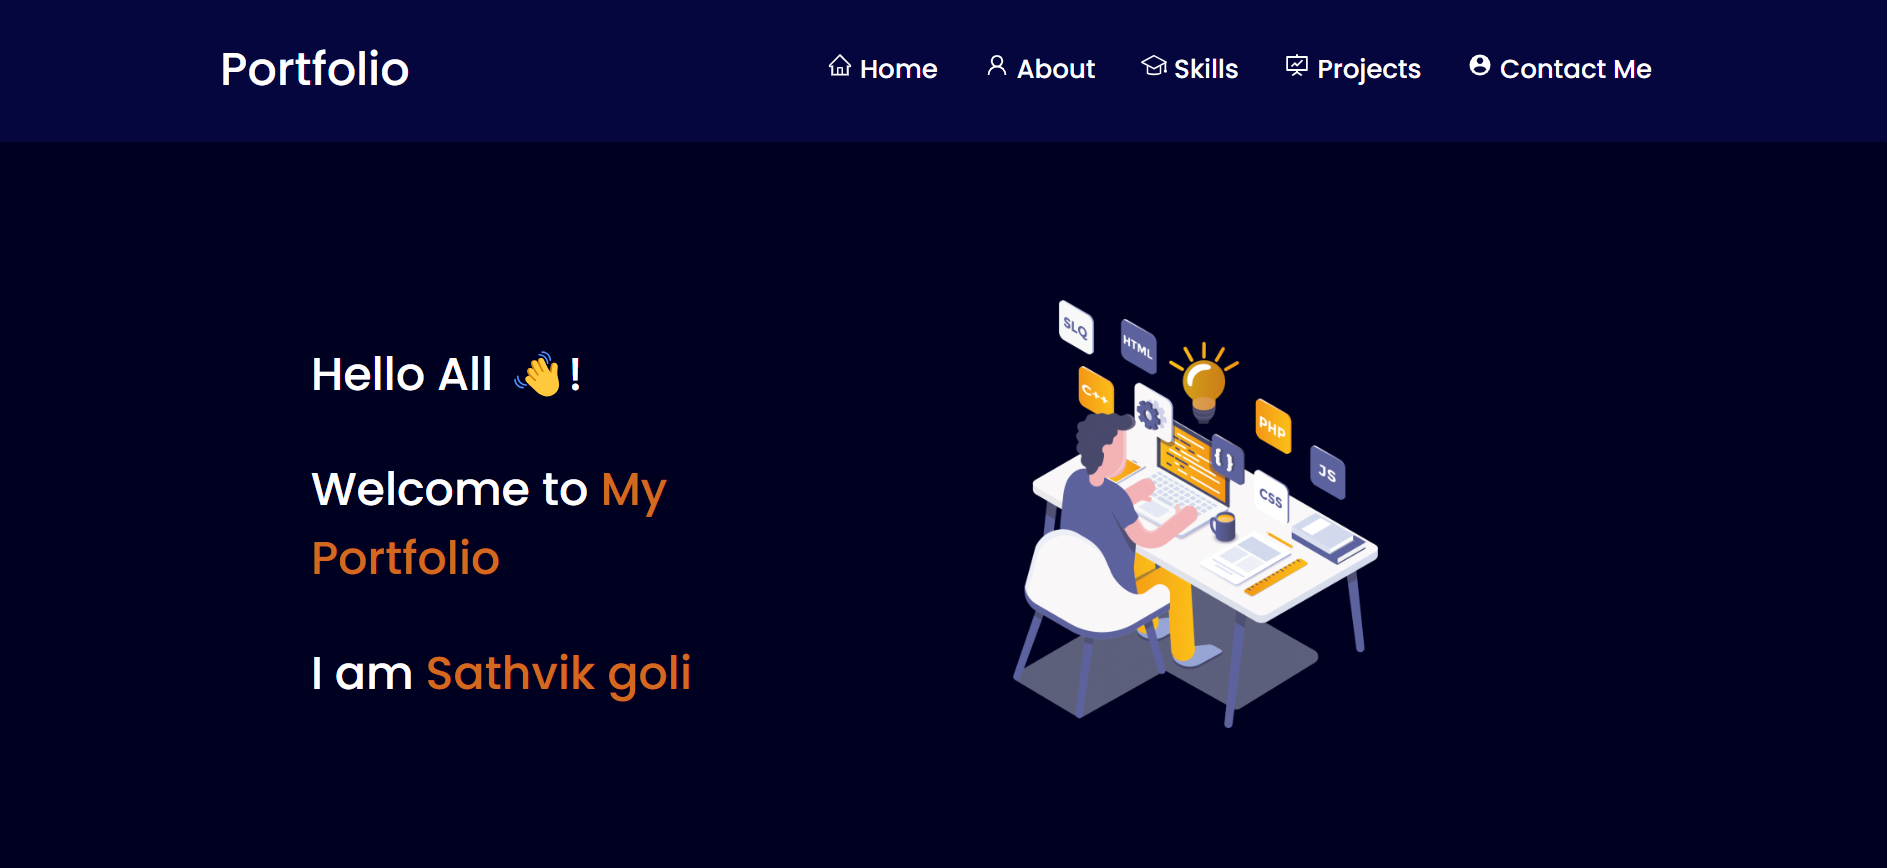 Portfolio
Home About Skills Projects Contact Me
Hello All 👋!
Welcome to My
Portfolio
I am Sathvik goli
SLQ
HTML
C++
PHP
{}
JS
CSS